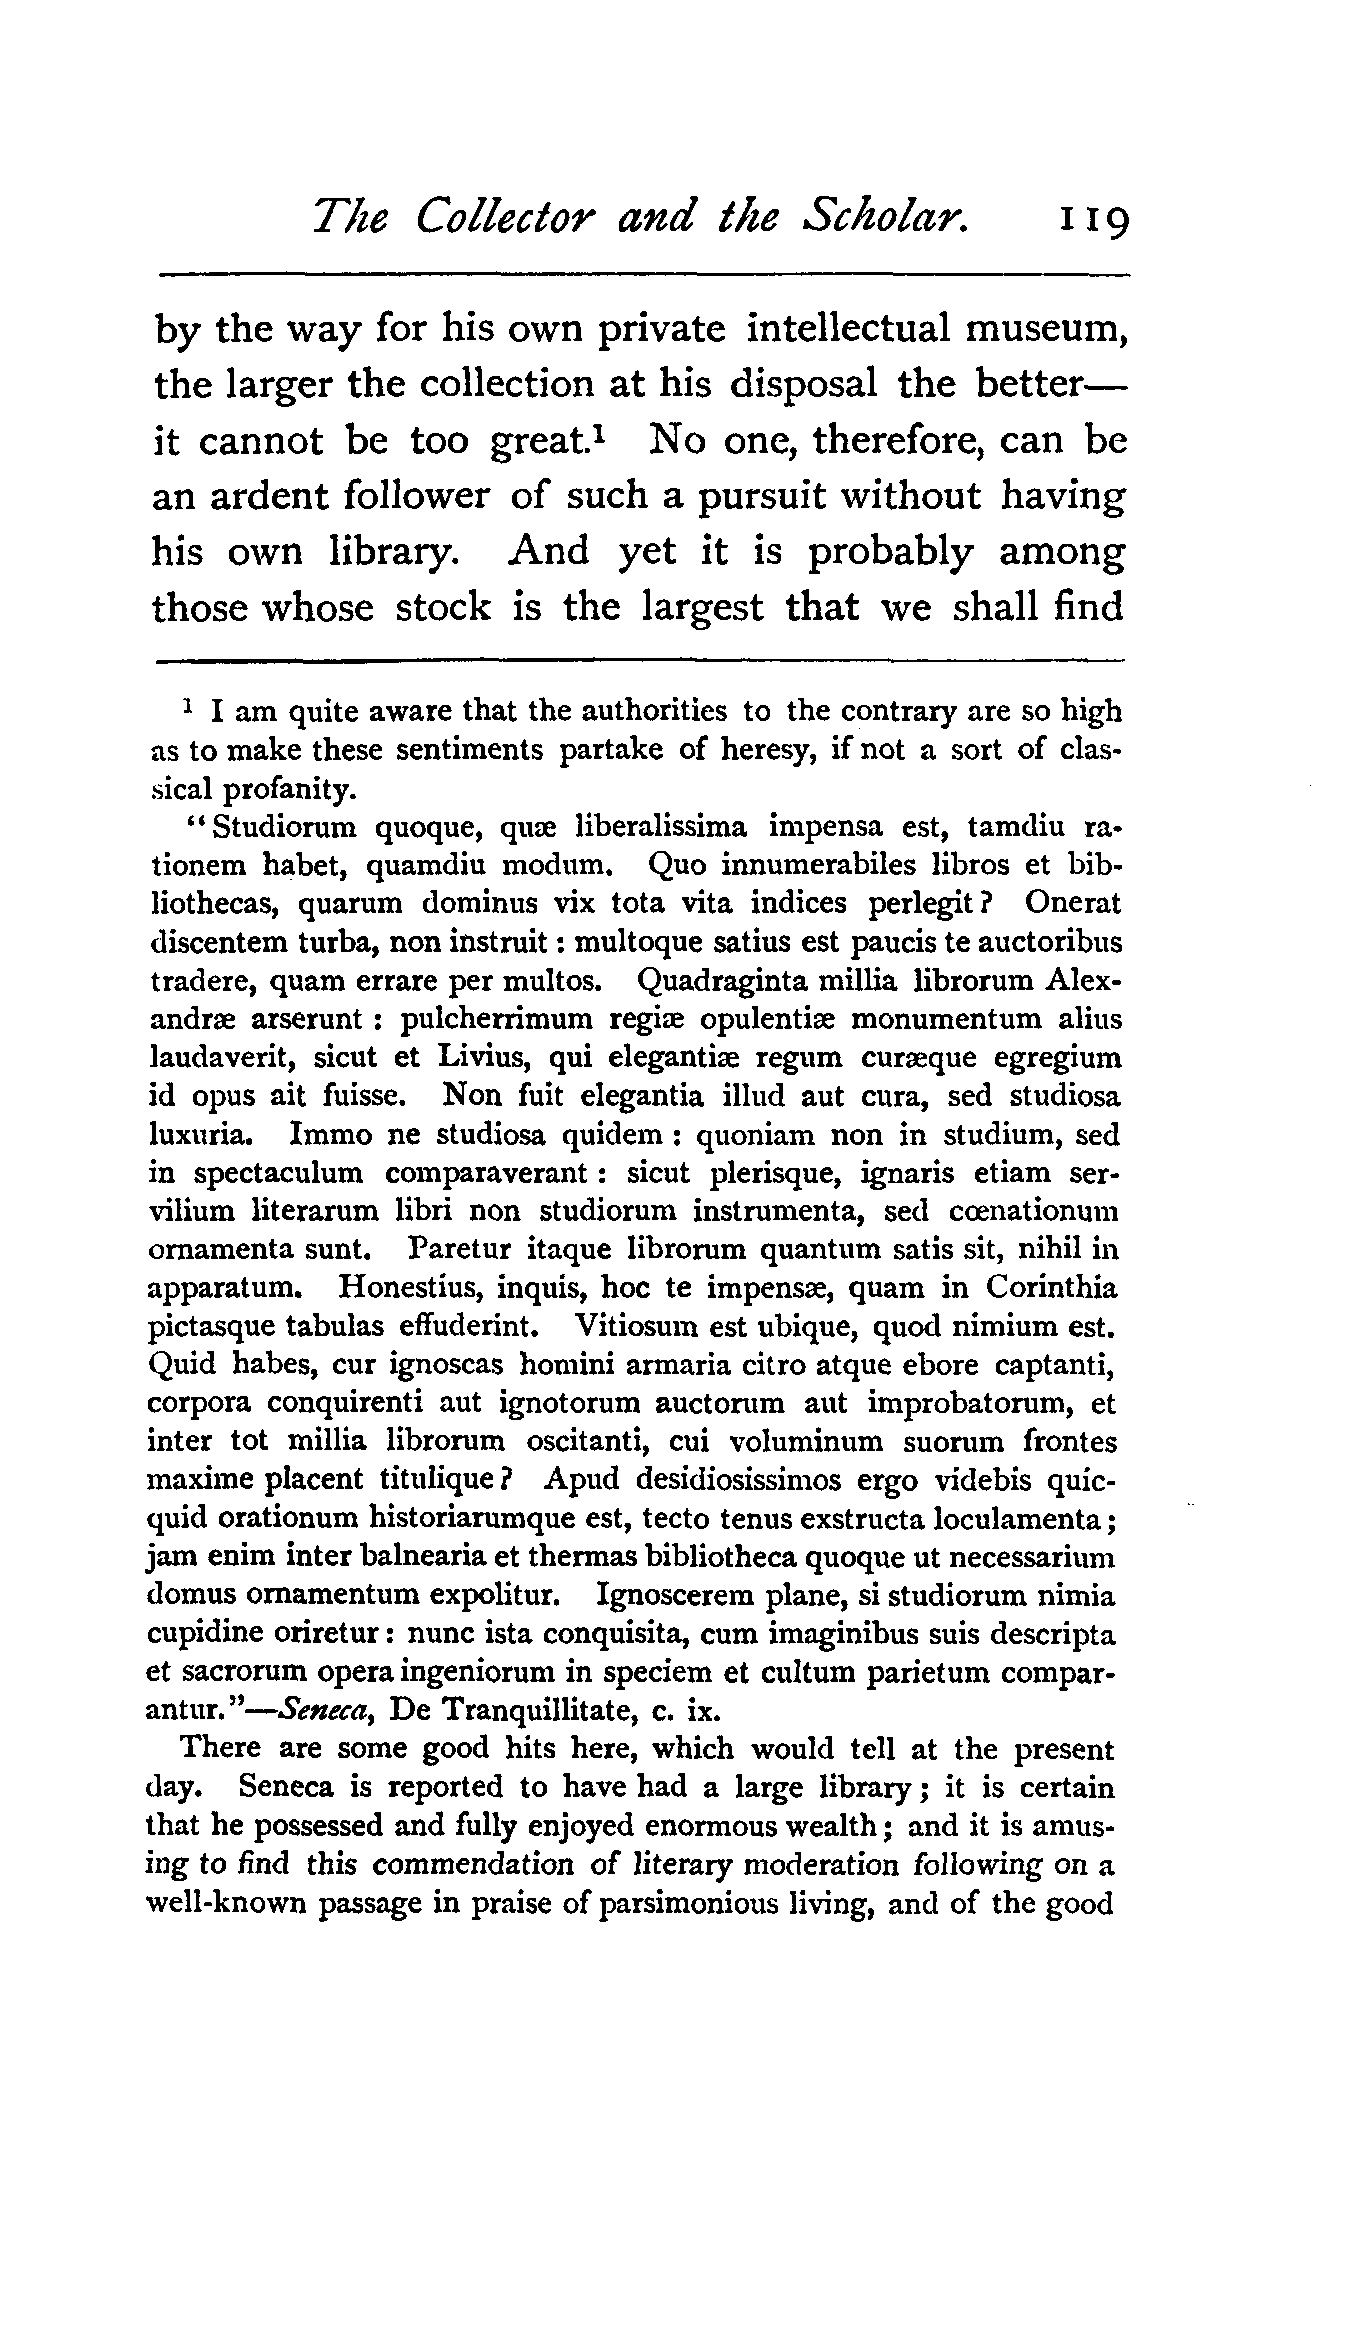 The Collector and the Scholar. 119
by the way for his own private intellectual museum,
the larger the collection at his disposal the better—
it cannot be too great.¹ No one, therefore, can be
an ardent follower of such a pursuit without having
his own library. And yet it is probably among
those whose stock is the largest that we shall find
¹ I am quite aware that the authorities to the contrary are so high
as to make these sentiments partake of heresy, if not a sort of clas-
sical profanity.
“Studiorum quoque, quæ liberalissima impensa est, tamdiu ra-
tionem habet, quamdiu modum. Quo innumerabiles libros et bib-
liothecas, quarum dominus vix tota vita indices perlegit? Onerat
discentem turba, non instruit: multoque satius est paucis te auctoribus
tradere, quam errare per multos. Quadraginta millia librorum Alex-
andræ arserunt: pulcherrimum regiæ opulentiæ monumentum alius
laudaverit, sicut et Livius, qui elegantiæ regum curæque egregium
id opus ait fuisse. Non fuit elegantia illud aut cura, sed studiosa
luxuria. Immo ne studiosa quidem: quoniam non in studium, sed
in spectaculum comparaverant: sicut plerisque, ignaris etiam ser-
vilium literarum libri non studiorum instrumenta, sed cœnationum
ornamenta sunt. Paretur itaque librorum quantum satis sit, nihil in
apparatum. Honestius, inquis, hoc te impensæ, quam in Corinthia
pictasque tabulas effuderint. Vitiosum est ubique, quod nimium est.
Quid habes, cur ignoscas homini armaria citro atque ebore captanti,
corpora conquirenti aut ignotorum auctorum aut improbatorum, et
inter tot millia librorum oscitanti, cui voluminum suorum frontes
maxime placent titulique? Apud desidiosissimos ergo videbis quic-
quid orationum historiarumque est, tecto tenus exstructa loculamenta;
jam enim inter balnearia et thermas bibliotheca quoque ut necessarium
domus ornamentum expolitur. Ignoscerem plane, si studiorum nimia
cupidine oriretur: nunc ista conquisita, cum imaginibus suis descripta
et sacrorum opera ingeniorum in speciem et cultum parietum compar-
antur.”—Seneca, De Tranquillitate, c. ix.
There are some good hits here, which would tell at the present
day. Seneca is reported to have had a large library; it is certain
that he possessed and fully enjoyed enormous wealth; and it is amus-
ing to find this commendation of literary moderation following on a
well-known passage in praise of parsimonious living, and of the good